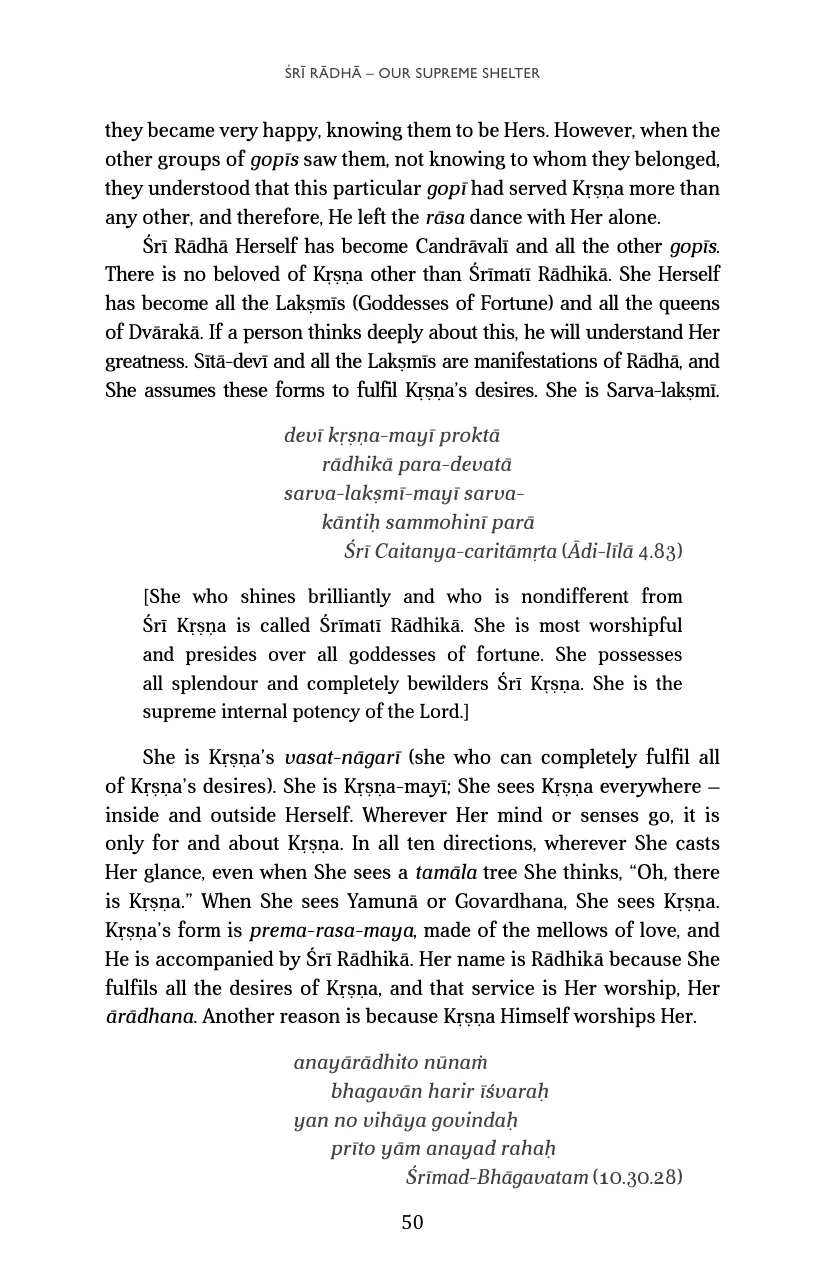 ŚRĪ RĀDHĀ – OUR SUPREME SHELTER
they became very happy, knowing them to be Hers. However, when the
other groups of gopīs saw them, not knowing to whom they belonged,
they understood that this particular gopī had served Kṛṣṇa more than
any other, and therefore, He left the rāsa dance with Her alone.
Śrī Rādhā Herself has become Candrāvalī and all the other gopīs.
There is no beloved of Kṛṣṇa other than Śrīmatī Rādhikā. She Herself
has become all the Lakṣmīs (Goddesses of Fortune) and all the queens
of Dvārakā. If a person thinks deeply about this, he will understand Her
greatness. Sītā-devī and all the Lakṣmīs are manifestations of Rādhā, and
She assumes these forms to fulfil Kṛṣṇa’s desires. She is Sarva-lakṣmī.
devī kṛṣṇa-mayī proktā
rādhikā para-devatā
sarva-lakṣmī-mayī sarva-
kāntiḥ sammohinī parā
Śrī Caitanya-caritāmṛta (Ādi-līlā 4.83)
[She who shines brilliantly and who is nondifferent from
Śrī Kṛṣṇa is called Śrīmatī Rādhikā. She is most worshipful
and presides over all goddesses of fortune. She possesses
all splendour and completely bewilders Śrī Kṛṣṇa. She is the
supreme internal potency of the Lord.]
She is Kṛṣṇa’s vasat-nāgarī (she who can completely fulfil all
of Kṛṣṇa’s desires). She is Kṛṣṇa-mayī; She sees Kṛṣṇa everywhere –
inside and outside Herself. Wherever Her mind or senses go, it is
only for and about Kṛṣṇa. In all ten directions, wherever She casts
Her glance, even when She sees a tamāla tree She thinks, “Oh, there
is Kṛṣṇa.” When She sees Yamunā or Govardhana, She sees Kṛṣṇa.
Kṛṣṇa’s form is prema-rasa-maya, made of the mellows of love, and
He is accompanied by Śrī Rādhikā. Her name is Rādhikā because She
fulfils all the desires of Kṛṣṇa, and that service is Her worship, Her
ārādhana. Another reason is because Kṛṣṇa Himself worships Her.
anayārādhito nūnaṁ
bhagavān harir īśvaraḥ
yan no vihāya govindaḥ
prīto yām anayad rahaḥ
Śrīmad-Bhāgavatam (10.30.28)
50